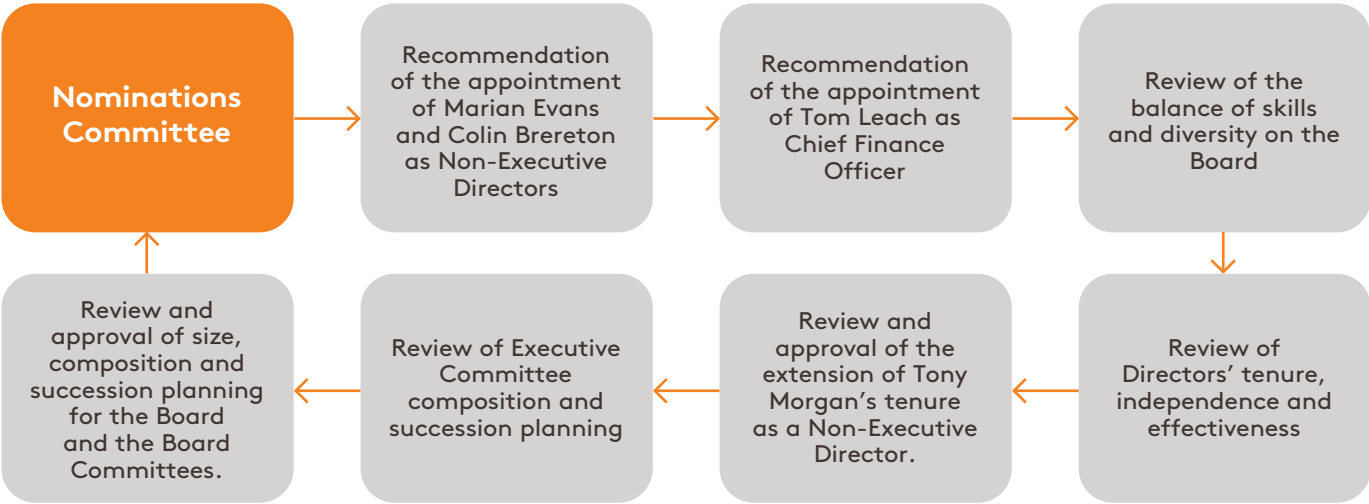 Nominations
Committee
Recommendation
of the appointment
of Marian Evans
and Colin Brereton
as Non-Executive
Directors
Recommendation
of the appointment
of Tom Leach as
Chief Finance
Officer
Review of the
balance of skills
and diversity on the
Board
Review of
Directors’ tenure,
independence and
effectiveness
Review and
approval of the
extension of Tony
Morgan’s tenure
as a Non-Executive
Director.
Review of Executive
Committee
composition and
succession planning
Review and
approval of size,
composition and
succession planning
for the Board
and the Board
Committees.